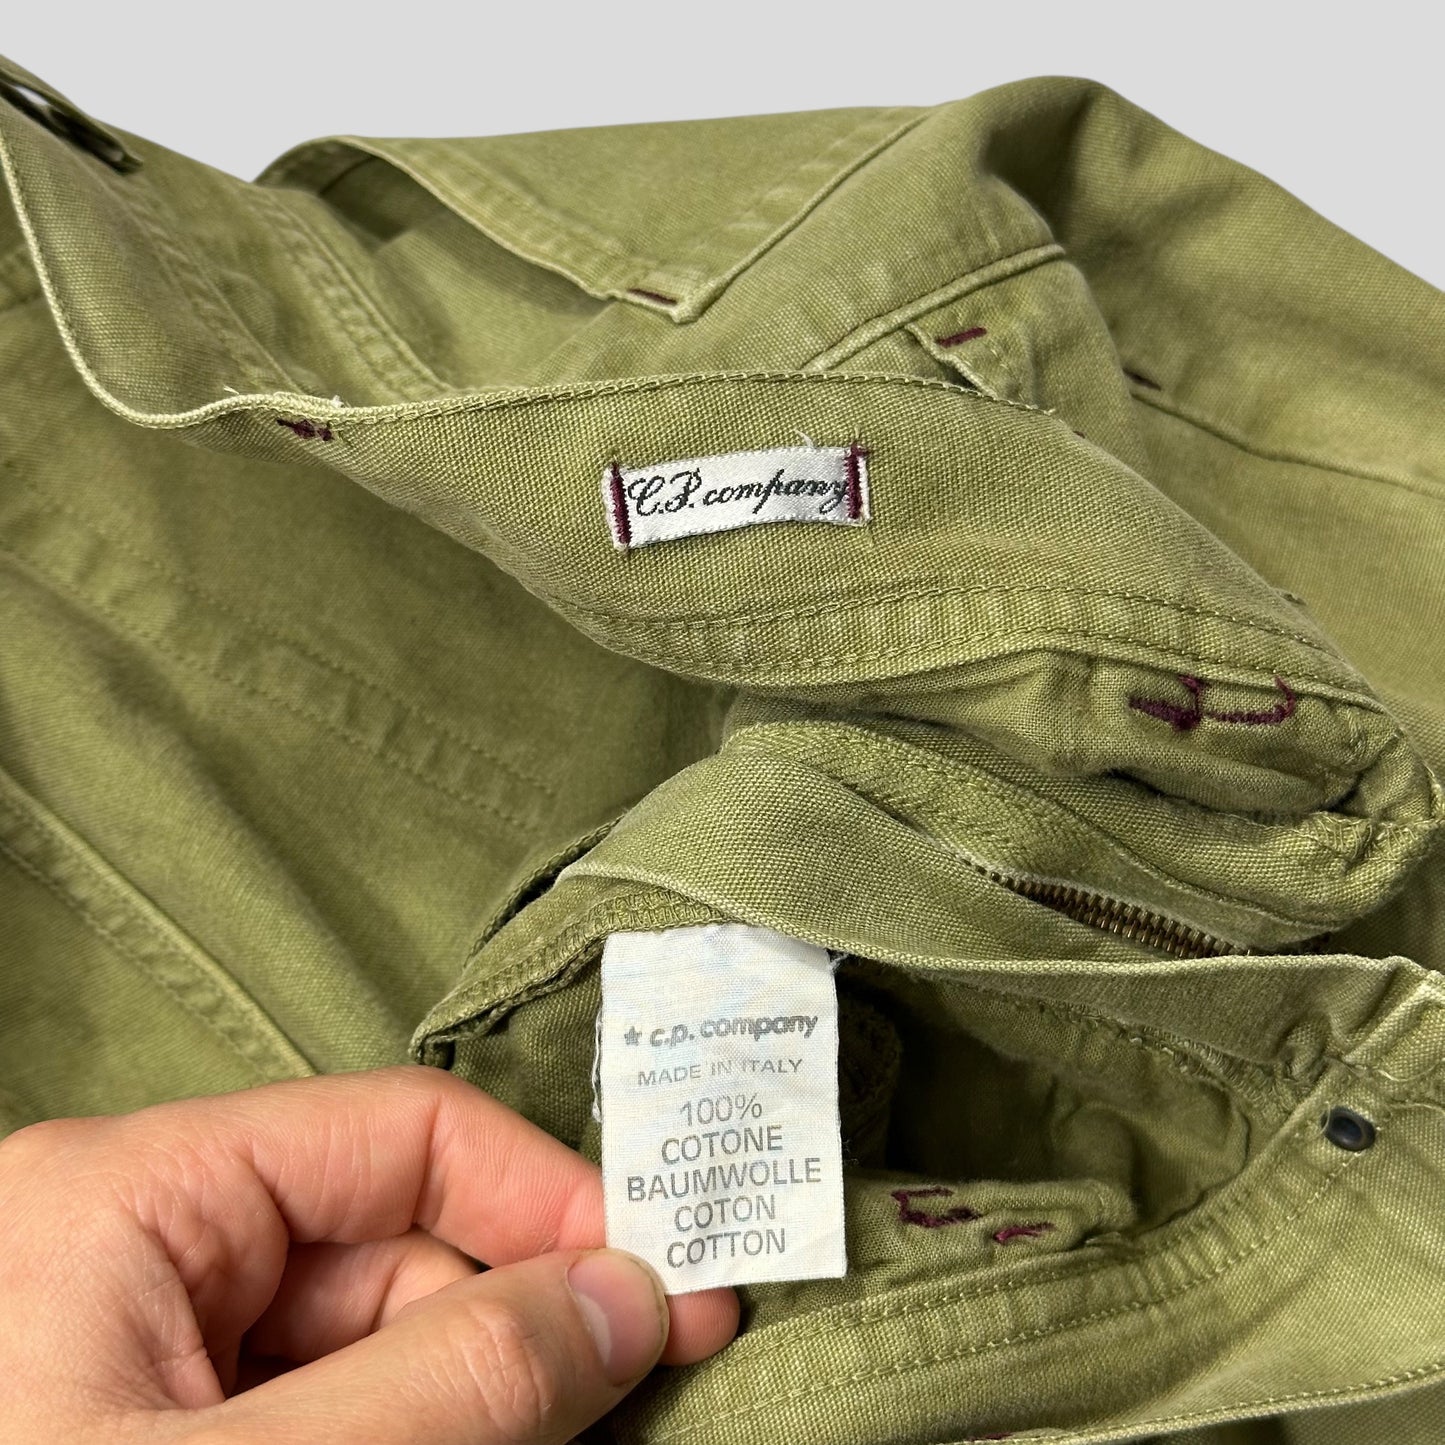 C.P. company
★ c.p. company
MADE IN ITALY
100%
COTONE
BAUMWOLLE
COTON
COTTON